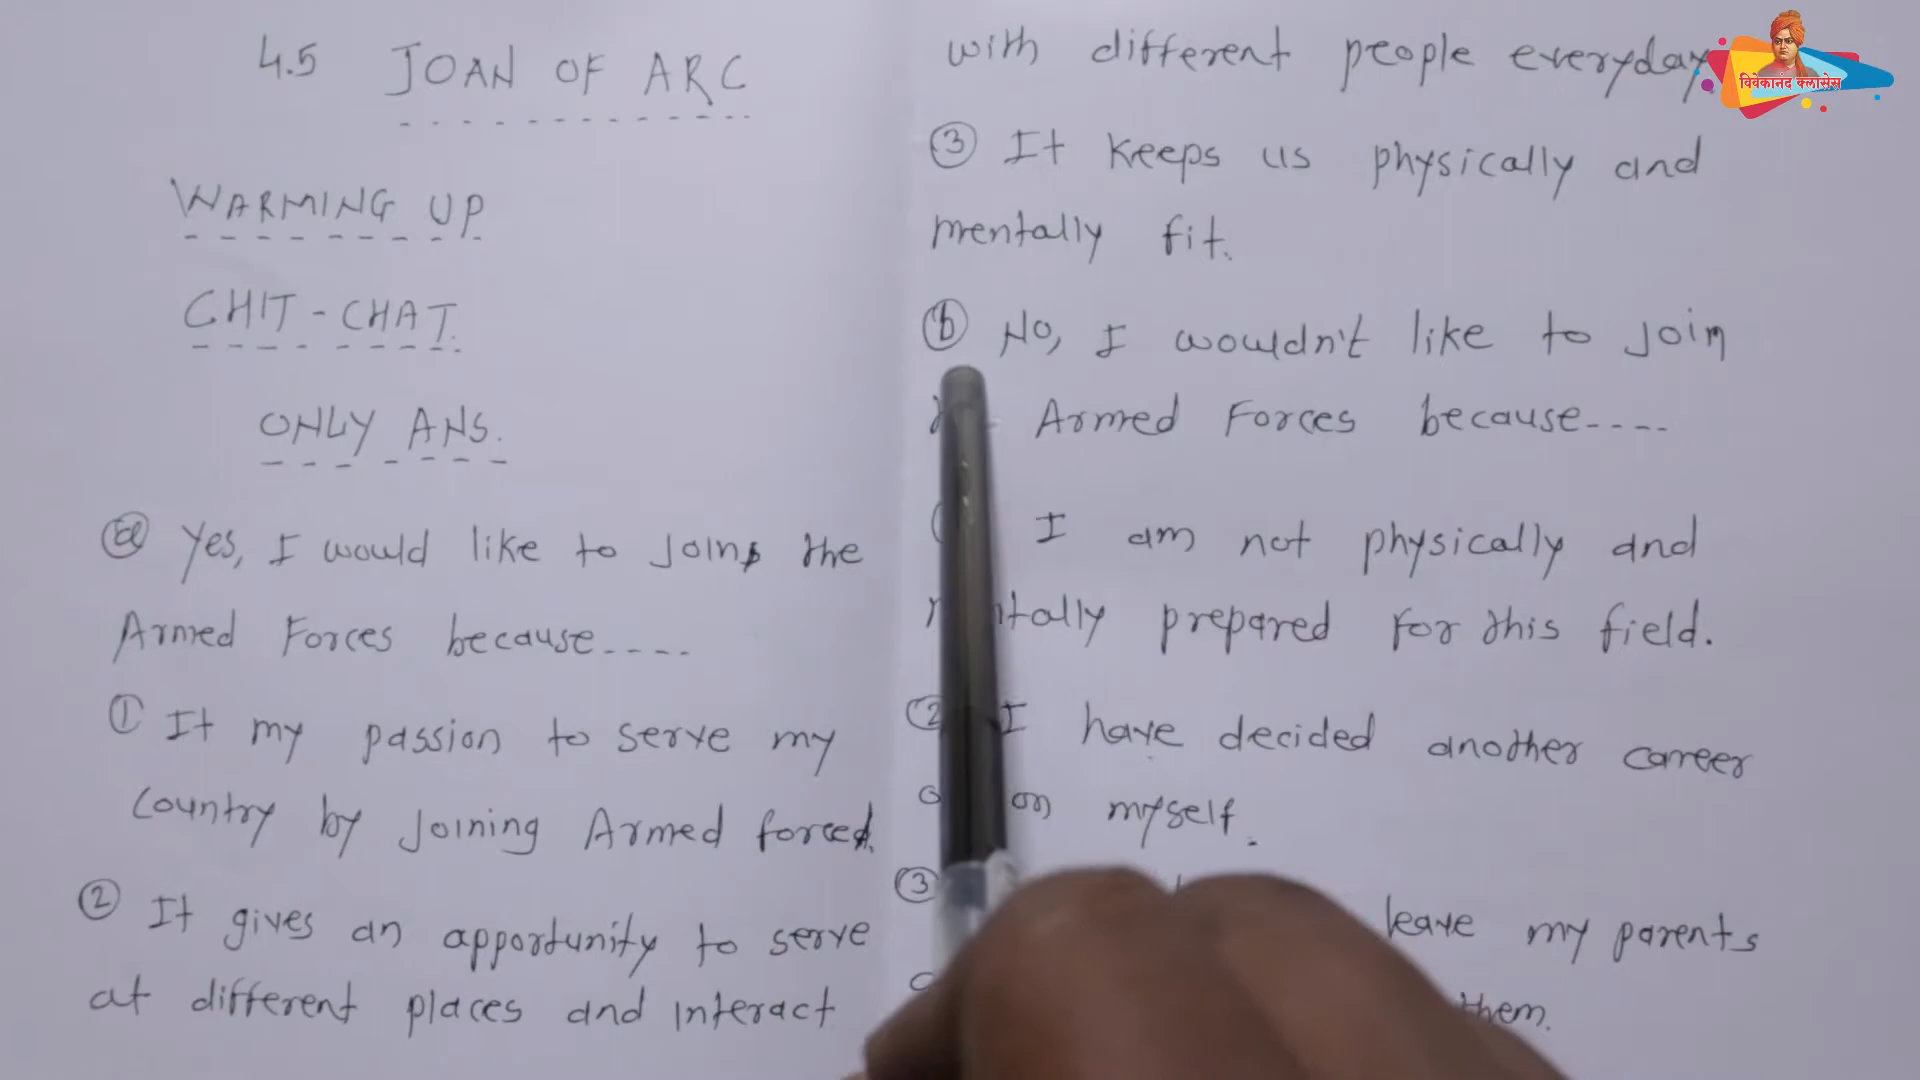 4.5 JOAN OF ARC
WARMING UP
CHIT-CHAT.
ONLY ANS.
ⓐ Yes, I would like to Join the
Armed Forces because....
① It my passion to serve my
Country by Joining Armed forced.
② It gives an apportunity to serve
at different places and interact
with different people everyday.
③ It Keeps us physically and
mentally fit.
ⓑ No, I wouldn't like to Join
Armed Forces because----
I am not physically and
prepared For this field.
② I have decided another career
on myself.
③ leave my parents
them.
विवेकानंद क्लासेस